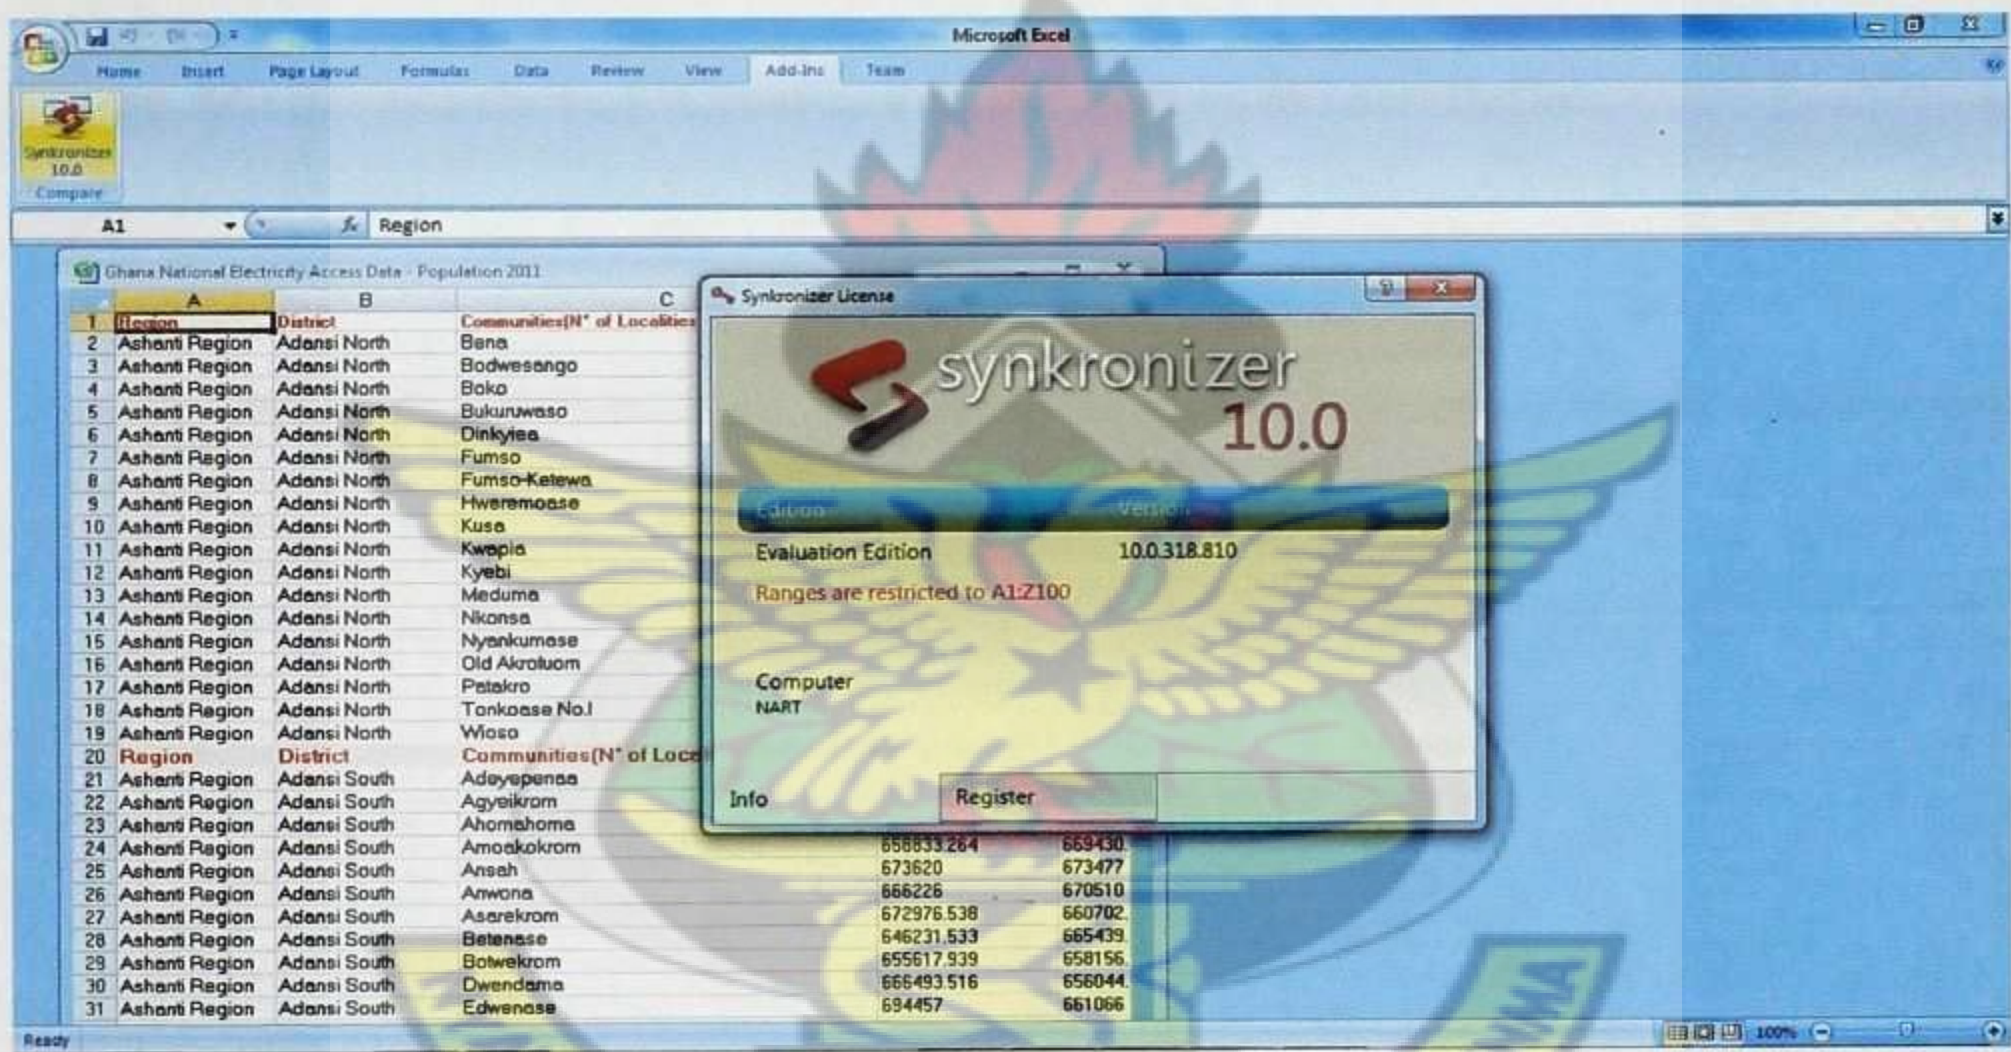 Microsoft Excel
Home Insert Page Layout Formulas Data Review View Add-Ins Team
Synkronizer
10.0
Compare
A1 fx Region
Ghana National Electricity Access Data - Population 2011
A B C
1 Region District Communities(N° of Localities
2 Ashanti Region Adansi North Bena
3 Ashanti Region Adansi North Bodwesango
4 Ashanti Region Adansi North Boko
5 Ashanti Region Adansi North Bukuruwaso
6 Ashanti Region Adansi North Dinkyiea
7 Ashanti Region Adansi North Fumso
8 Ashanti Region Adansi North Fumso-Ketewa
9 Ashanti Region Adansi North Hweremoase
10 Ashanti Region Adansi North Kusa
11 Ashanti Region Adansi North Kwapia
12 Ashanti Region Adansi North Kyebi
13 Ashanti Region Adansi North Meduma
14 Ashanti Region Adansi North Nkonsa
15 Ashanti Region Adansi North Nyankumase
16 Ashanti Region Adansi North Old Akrotuom
17 Ashanti Region Adansi North Patakro
18 Ashanti Region Adansi North Tonkoase No.I
19 Ashanti Region Adansi North Wioso
20 Region District Communities(N° of Local
21 Ashanti Region Adansi South Adeyepenaa
22 Ashanti Region Adansi South Agyeikrom
23 Ashanti Region Adansi South Ahomahoma
24 Ashanti Region Adansi South Amoakokrom 658833.264 669430.
25 Ashanti Region Adansi South Ansah 673620 673477
26 Ashanti Region Adansi South Anwona 666226 670510
27 Ashanti Region Adansi South Asarekrom 672976.538 660702.
28 Ashanti Region Adansi South Betenase 646231.533 665439.
29 Ashanti Region Adansi South Botwekrom 655617.939 658156.
30 Ashanti Region Adansi South Dwendama 666493.516 656044.
31 Ashanti Region Adansi South Edwenase 694457 661066
Synkronizer License
synkronizer
10.0
Edition Version
Evaluation Edition 10.0.318.810
Ranges are restricted to A1:Z100
Computer
NART
Info Register
Ready 100%